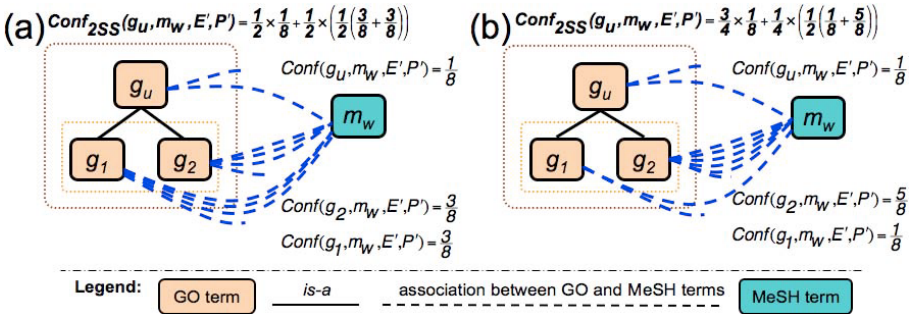 (a) Conf2SS(gu,mw,E',P')=1/2×1/8+1/2×(1/2(3/8+3/8))
Conf(gu,mw,E',P')=1/8
gu
mw
g1
g2
Conf(g2,mw,E',P')=3/8
Conf(g1,mw,E',P')=3/8
(b) Conf2SS(gu,mw,E',P')=3/4×1/8+1/4×(1/2(1/8+5/8))
Conf(gu,mw,E',P')=1/8
gu
mw
g1
g2
Conf(g2,mw,E',P')=5/8
Conf(g1,mw,E',P')=1/8
Legend: GO term is-a association between GO and MeSH terms MeSH term